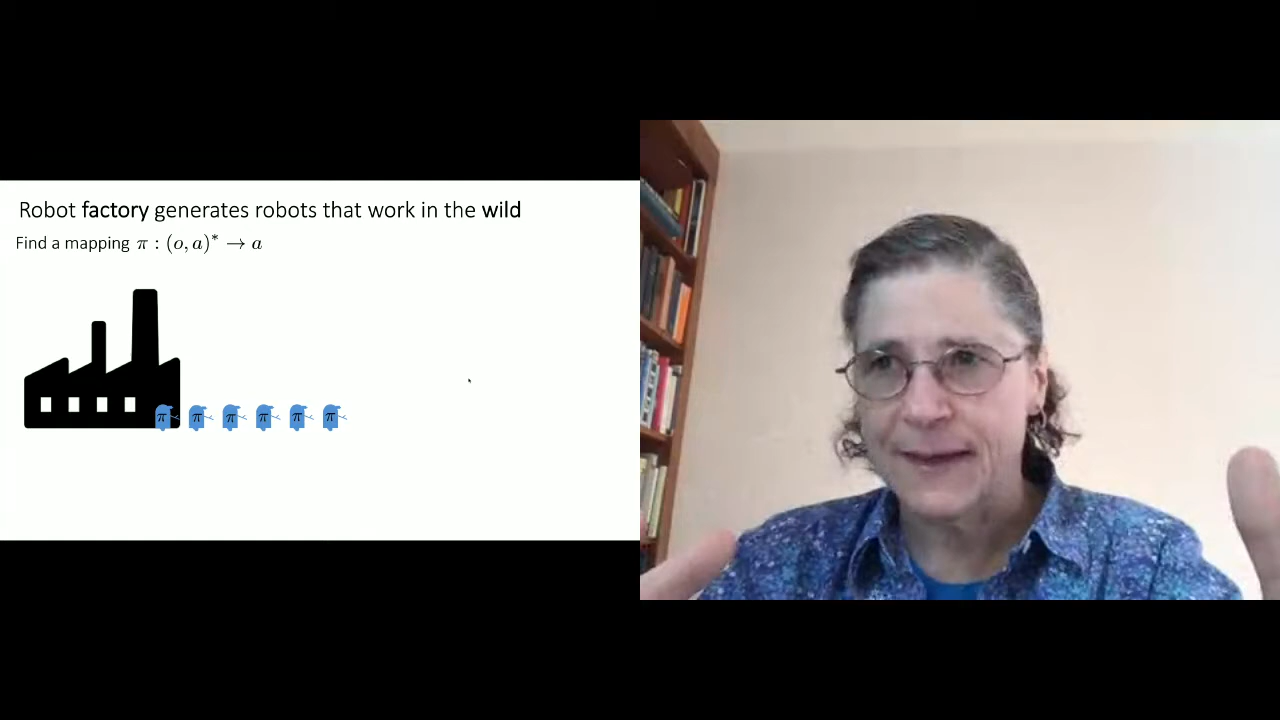 Robot factory generates robots that work in the wild
Find a mapping π : (o, a)* → a
π π π π π π